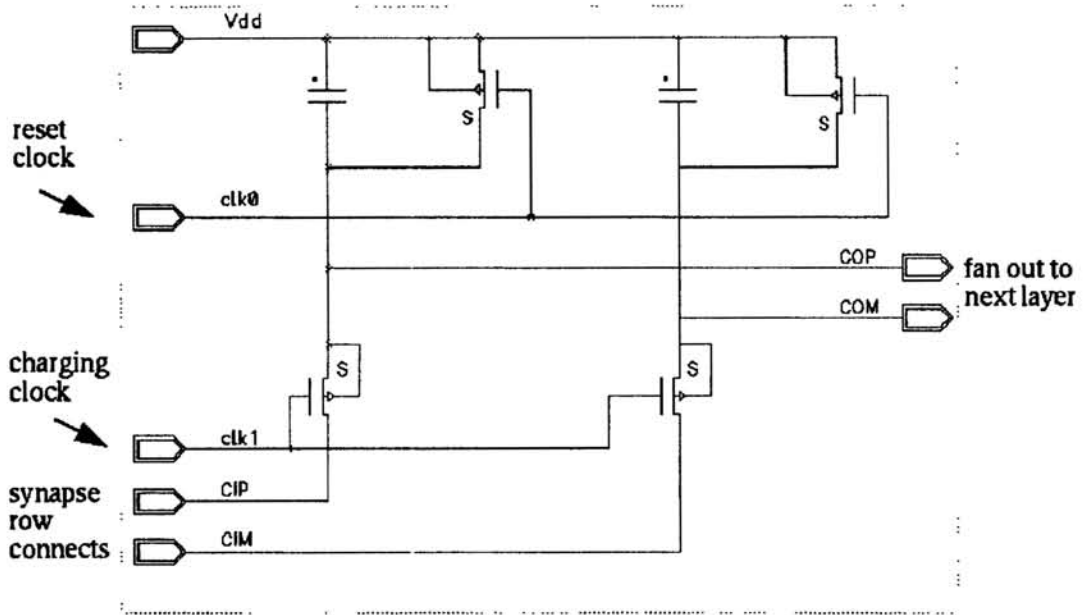 Vdd
S
S
reset
clock
clk0
COP
COM
fan out to
next layer
S
S
charging
clock
clk1
synapse
row
connects
CIP
CIM